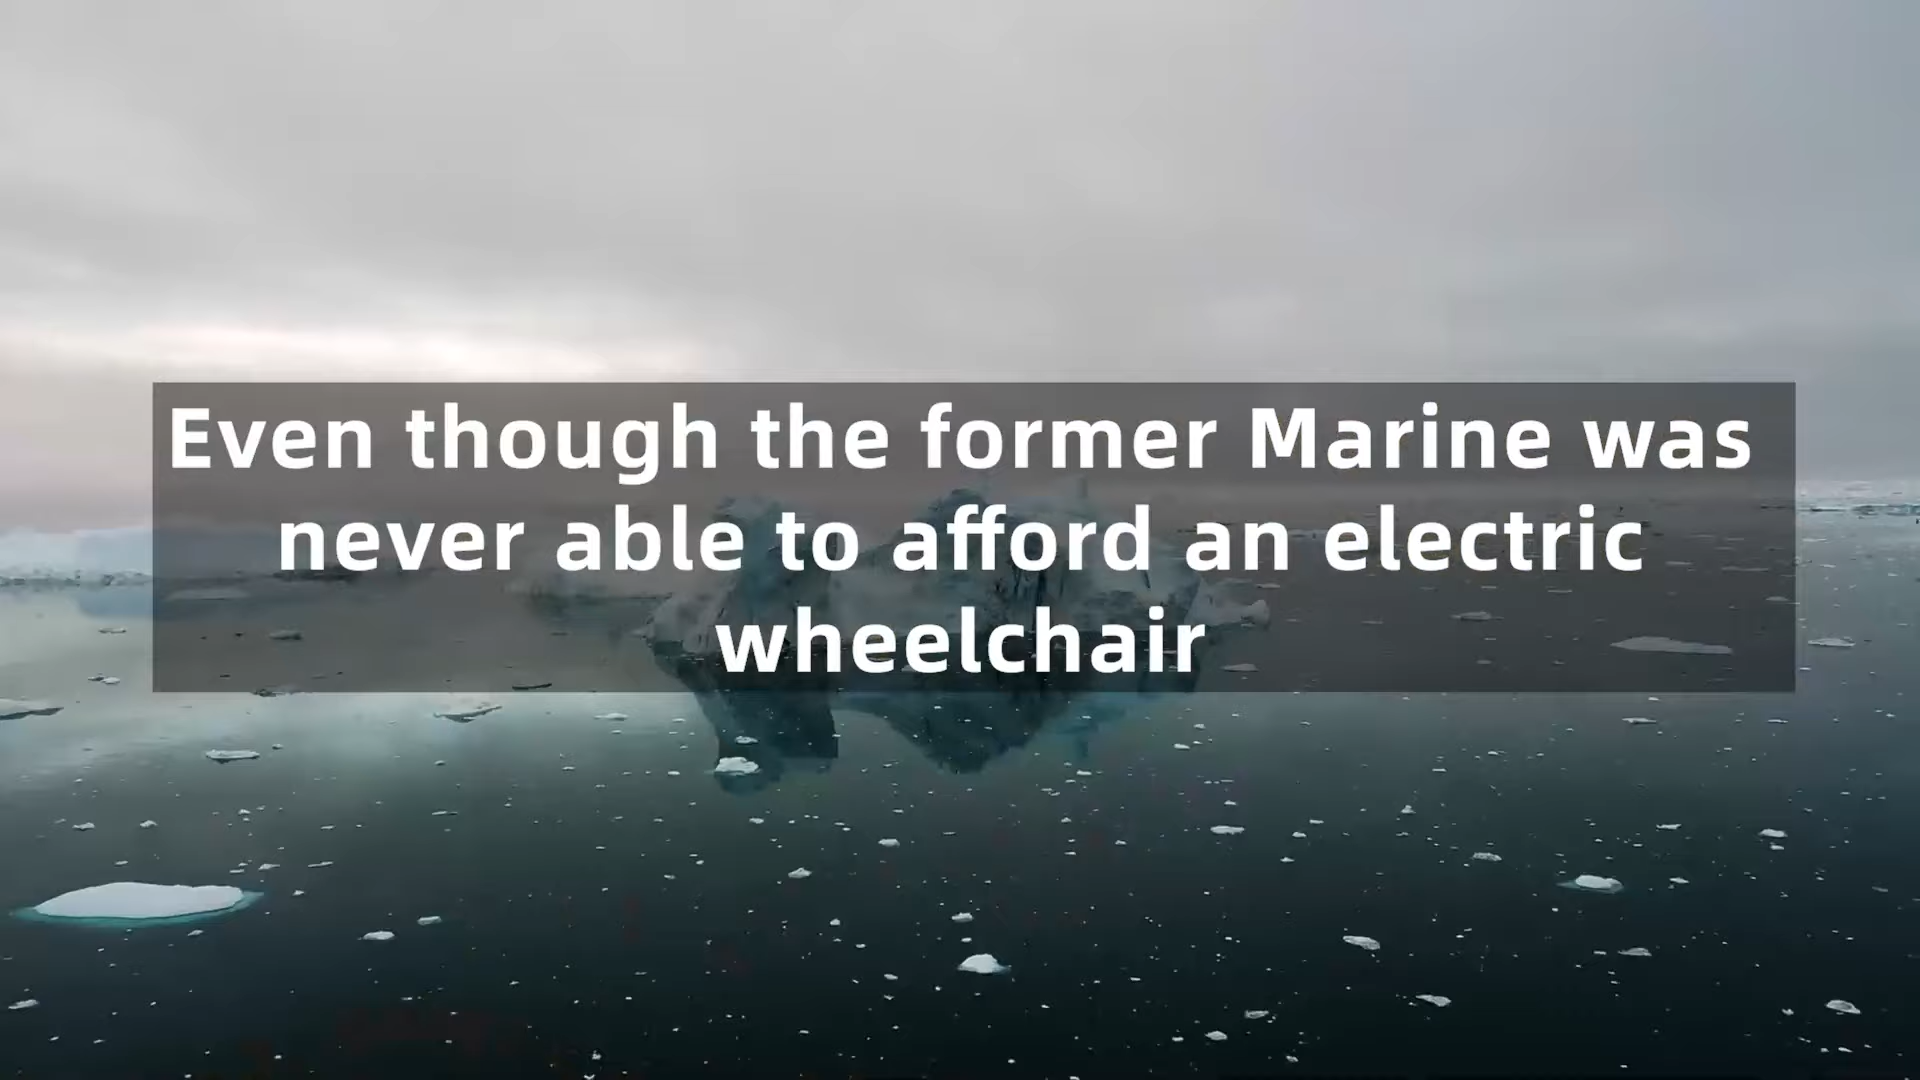 Even though the former Marine was
never able to afford an electric
wheelchair